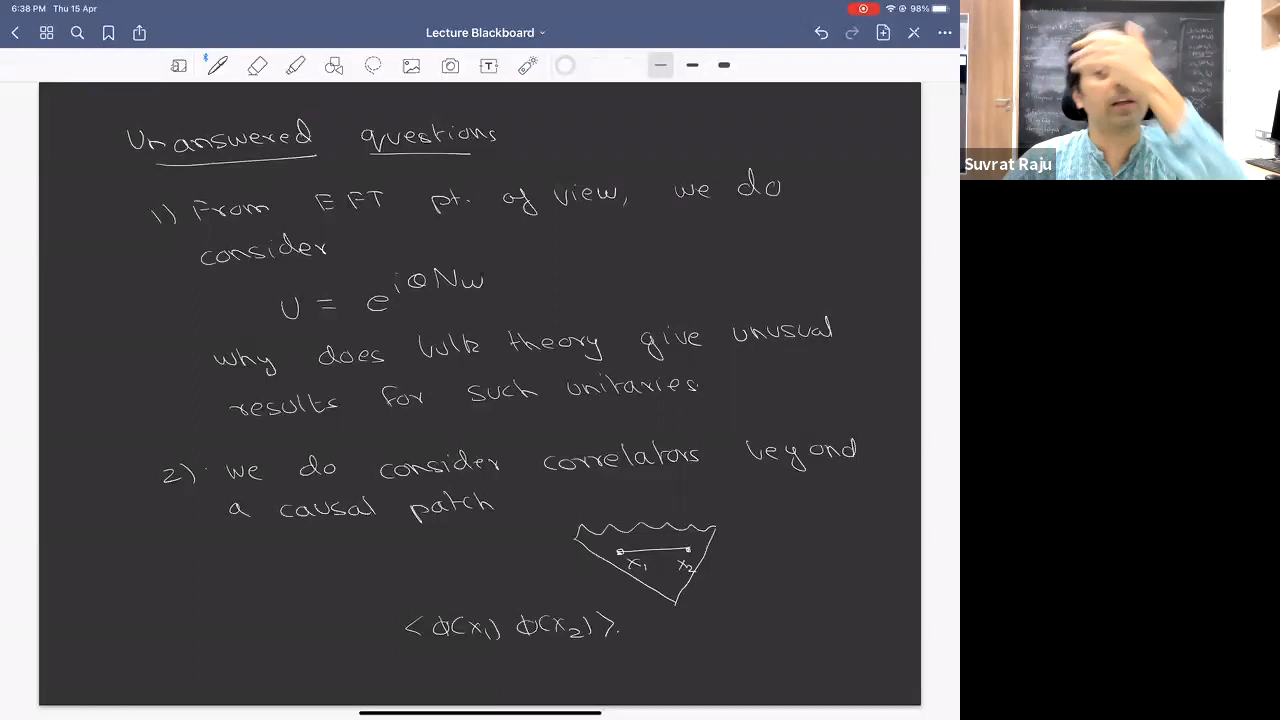 6:38 PM Thu 15 Apr
98%
Lecture Blackboard
Suvrat Raju
Unanswered questions
1) From EFT pt. of view, we do
consider
U = e^{iθN_ω}
why does bulk theory give unusual
results for such unitaries.
2) we do consider correlators beyond
a causal patch
x₁ x₂
<φ(x₁) φ(x₂)>.